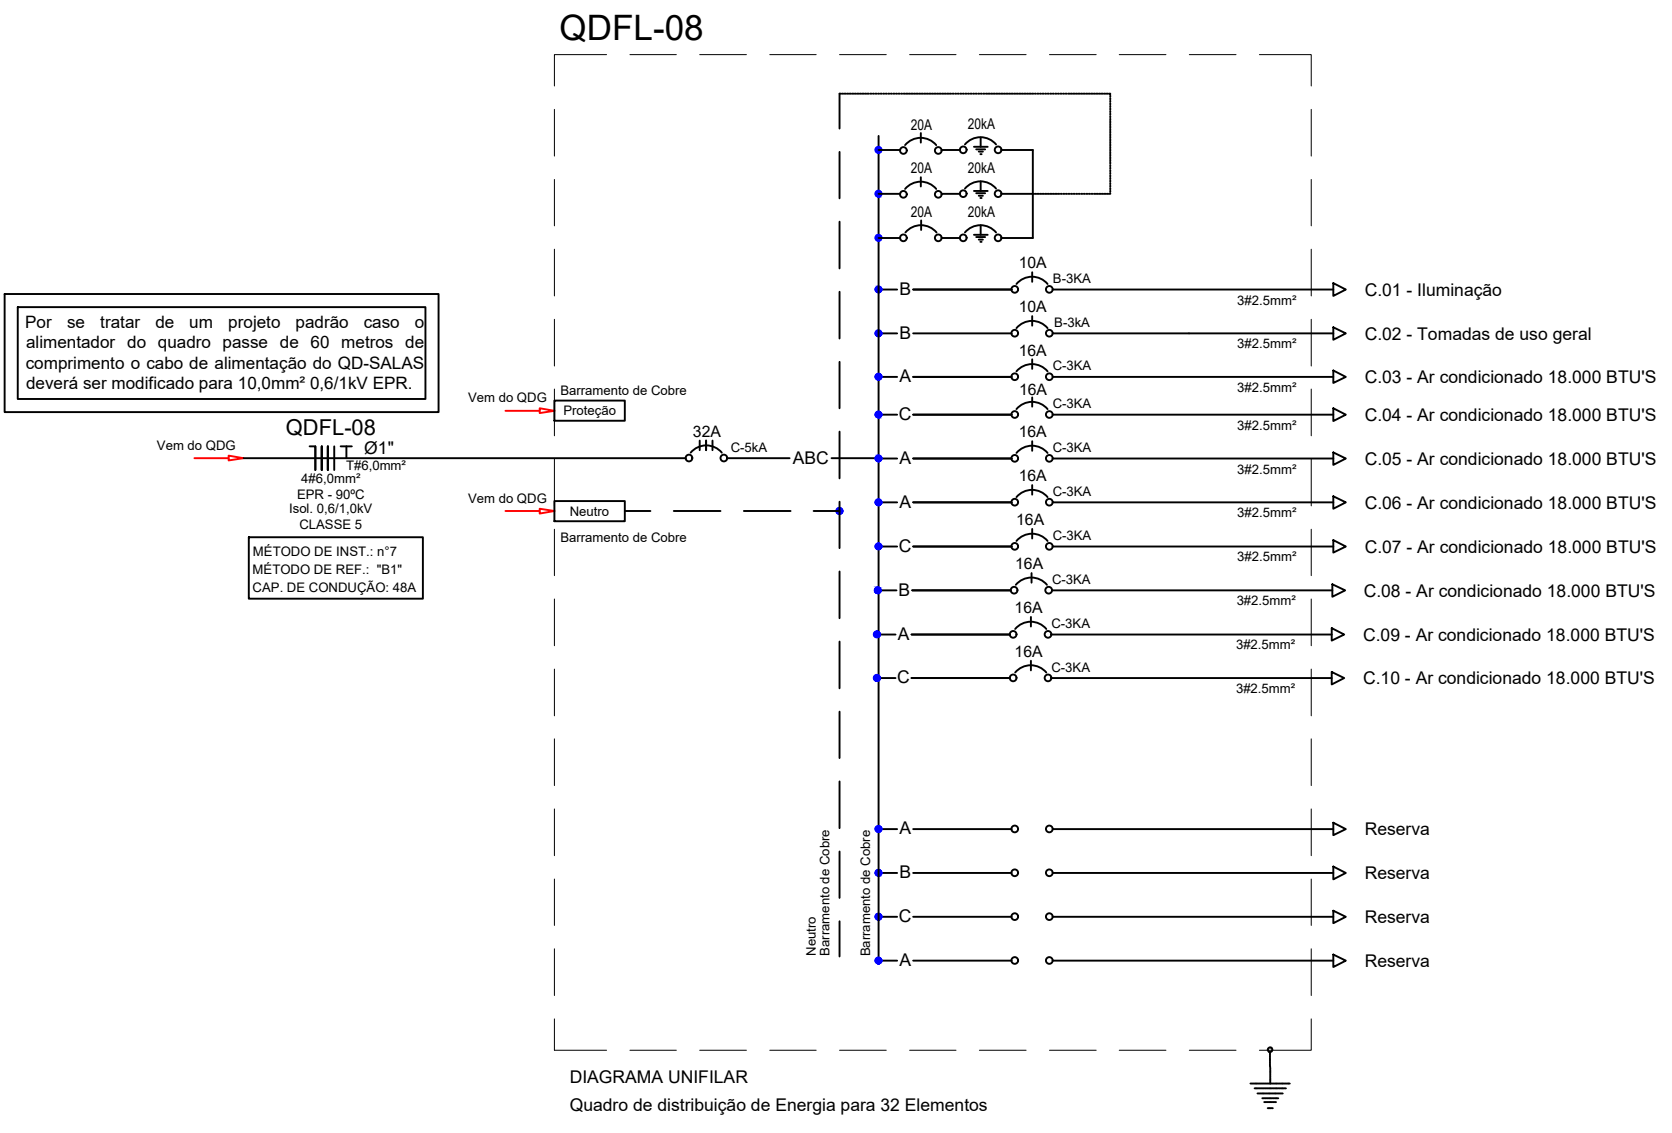 QDFL-08
20A 20kA
20A 20kA
20A 20kA
Por se tratar de um projeto padrão caso o
alimentador do quadro passe de 60 metros de
comprimento o cabo de alimentação do QD-SALAS
deverá ser modificado para 10,0mm² 0,6/1kV EPR.
QDFL-08
Vem do QDG
Ø1"
T#6,0mm²
4#6,0mm²
EPR - 90ºC
Isol. 0,6/1,0kV
CLASSE 5
MÉTODO DE INST.: n°7
MÉTODO DE REF.: "B1"
CAP. DE CONDUÇÃO: 48A
Vem do QDG
Barramento de Cobre
Proteção
32A
C-5kA
ABC
Vem do QDG
Neutro
Barramento de Cobre
B 10A B-3KA 3#2.5mm² C.01 - Iluminação
B 10A B-3kA 3#2.5mm² C.02 - Tomadas de uso geral
A 16A C-3KA 3#2.5mm² C.03 - Ar condicionado 18.000 BTU'S
C 16A C-3KA 3#2.5mm² C.04 - Ar condicionado 18.000 BTU'S
A 16A C-3KA 3#2.5mm² C.05 - Ar condicionado 18.000 BTU'S
A 16A C-3KA 3#2.5mm² C.06 - Ar condicionado 18.000 BTU'S
C 16A C-3KA 3#2.5mm² C.07 - Ar condicionado 18.000 BTU'S
B 16A C-3KA 3#2.5mm² C.08 - Ar condicionado 18.000 BTU'S
A 16A C-3KA 3#2.5mm² C.09 - Ar condicionado 18.000 BTU'S
C 16A C-3KA 3#2.5mm² C.10 - Ar condicionado 18.000 BTU'S
Neutro
Barramento de Cobre
Barramento de Cobre
A Reserva
B Reserva
C Reserva
A Reserva
DIAGRAMA UNIFILAR
Quadro de distribuição de Energia para 32 Elementos